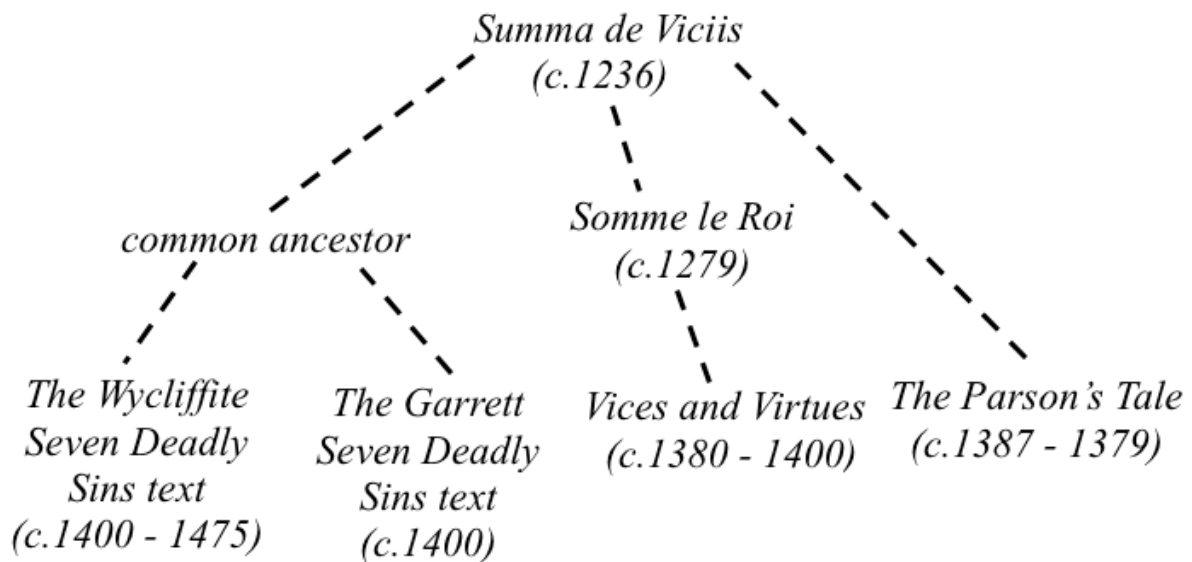 Summa de Viciis
(c.1236)
common ancestor
Somme le Roi
(c.1279)
The Wycliffite
Seven Deadly
Sins text
(c.1400 - 1475)
The Garrett
Seven Deadly
Sins text
(c.1400)
Vices and Virtues
(c.1380 - 1400)
The Parson's Tale
(c.1387 - 1379)